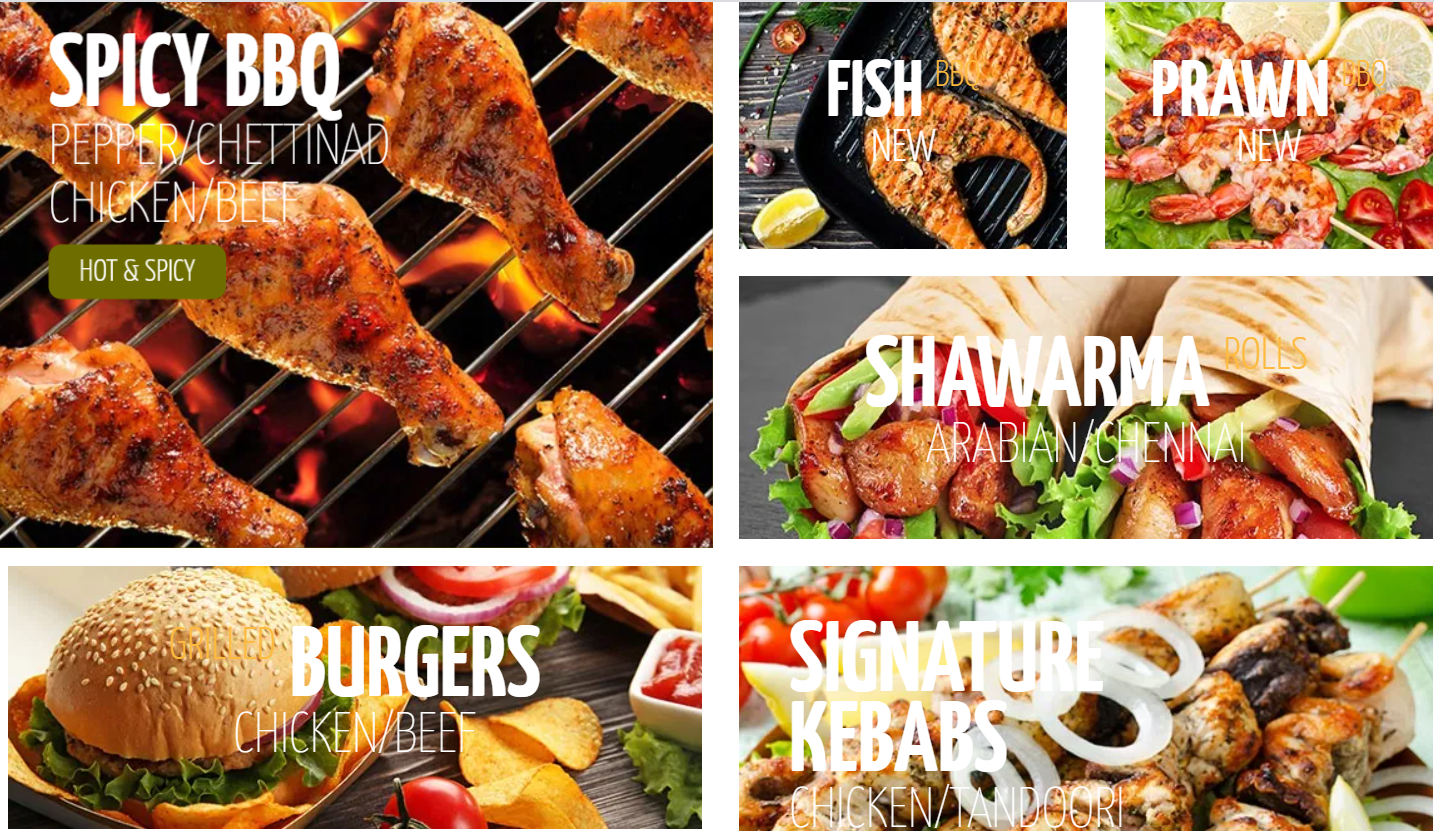 SPICY BBQ
PEPPER/CHETTINAD
CHICKEN/BEEF
HOT & SPICY
FISH BBQ
NEW
PRAWN BBQ
NEW
SHAWARMA ROLLS
ARABIAN/CHENNAI
GRILLED BURGERS
CHICKEN/BEEF
SIGNATURE
KEBABS
CHICKEN/TANDOORI